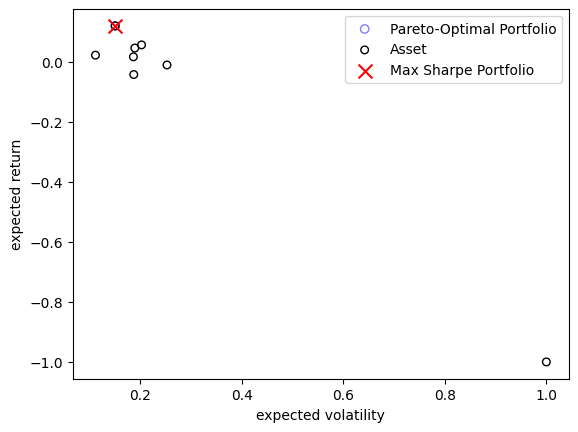 Pareto-Optimal Portfolio
Asset
Max Sharpe Portfolio
expected return
0.0
−0.2
−0.4
−0.6
−0.8
−1.0
0.2
0.4
0.6
0.8
1.0
expected volatility